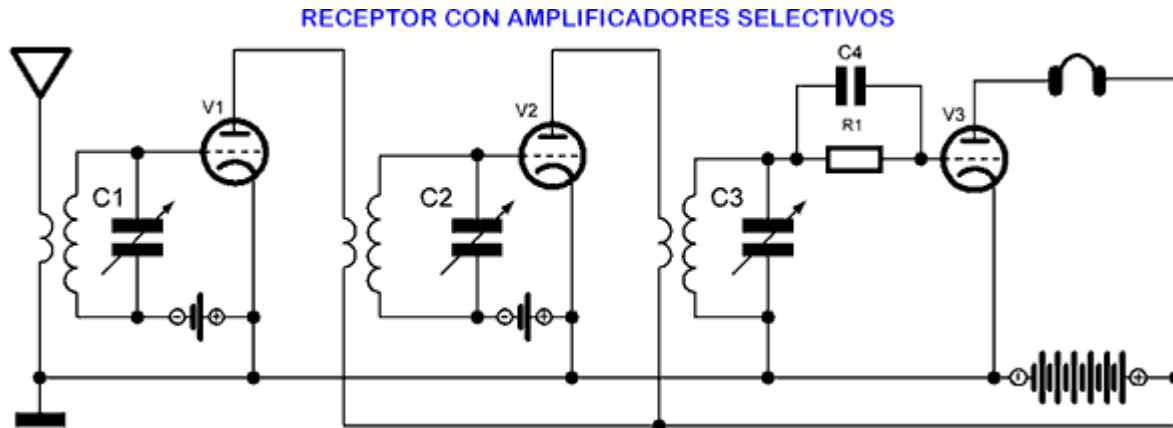 RECEPTOR CON AMPLIFICADORES SELECTIVOS
C4
V1
V2
R1
V3
C1
C2
C3